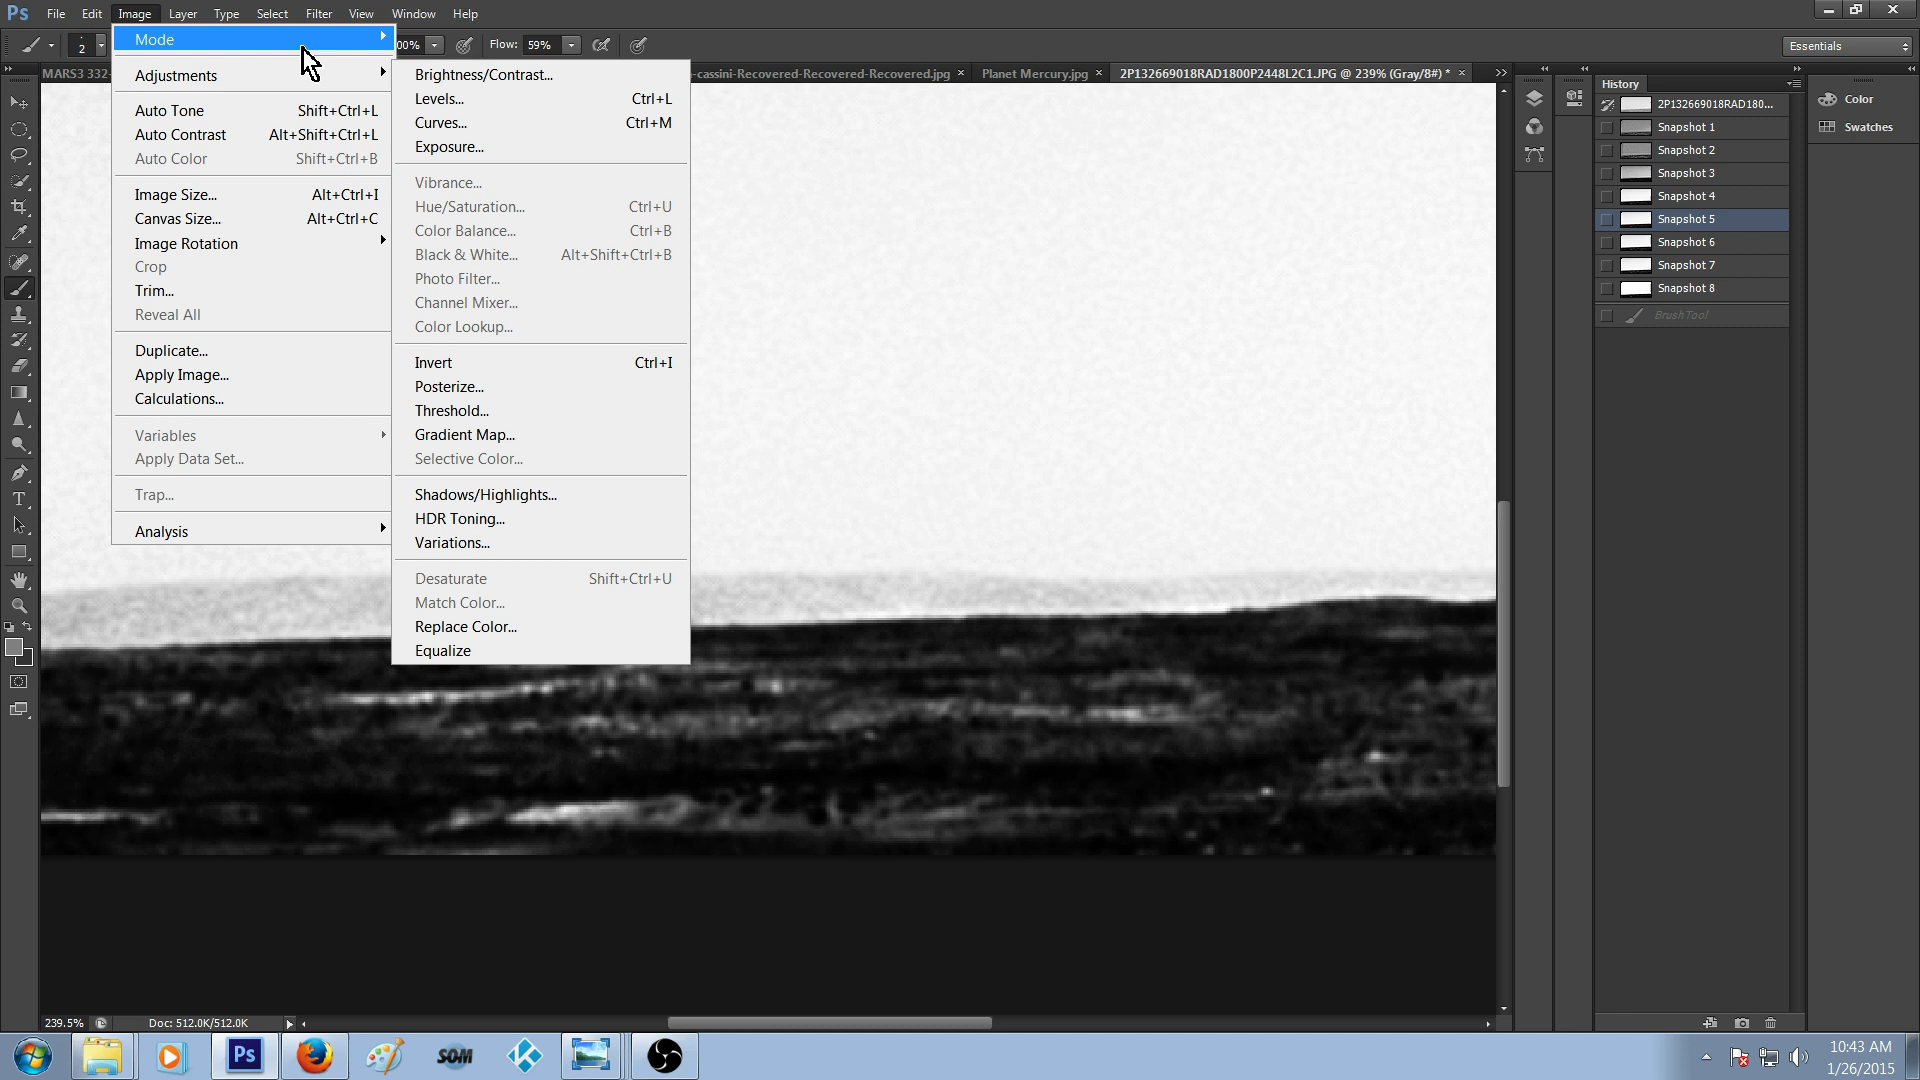 Ps File Edit Image Layer Type Select Filter View Window Help
2 00% Flow: 59% Essentials
MARS3 332- -cassini-Recovered-Recovered-Recovered.jpg × Planet Mercury.jpg × 2P132669018RAD1800P2448L2C1.JPG @ 239% (Gray/8#) * ×
Mode
Adjustments
Auto Tone Shift+Ctrl+L
Auto Contrast Alt+Shift+Ctrl+L
Auto Color Shift+Ctrl+B
Image Size... Alt+Ctrl+I
Canvas Size... Alt+Ctrl+C
Image Rotation
Crop
Trim...
Reveal All
Duplicate...
Apply Image...
Calculations...
Variables
Apply Data Set...
Trap...
Analysis
Brightness/Contrast...
Levels... Ctrl+L
Curves... Ctrl+M
Exposure...
Vibrance...
Hue/Saturation... Ctrl+U
Color Balance... Ctrl+B
Black & White... Alt+Shift+Ctrl+B
Photo Filter...
Channel Mixer...
Color Lookup...
Invert Ctrl+I
Posterize...
Threshold...
Gradient Map...
Selective Color...
Shadows/Highlights...
HDR Toning...
Variations...
Desaturate Shift+Ctrl+U
Match Color...
Replace Color...
Equalize
History
2P132669018RAD180...
Snapshot 1
Snapshot 2
Snapshot 3
Snapshot 4
Snapshot 5
Snapshot 6
Snapshot 7
Snapshot 8
BrushTool
Color
Swatches
239.5% Doc: 512.0K/512.0K
Ps SOM
10:43 AM
1/26/2015